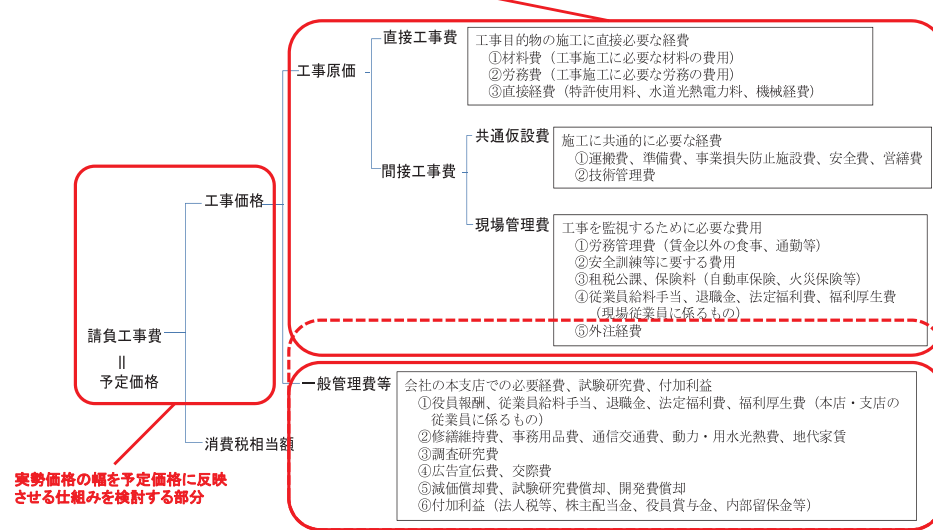 直接工事費
工事目的物の施工に直接必要な経費
①材料費（工事施工に必要な材料の費用）
②労務費（工事施工に必要な労務の費用）
③直接経費（特許使用料、水道光熱電力料、機械経費）
工事原価
共通仮設費
施工に共通的に必要な経費
①運搬費、準備費、事業損失防止施設費、安全費、営繕費
②技術管理費
間接工事費
工事価格
現場管理費
工事を監視するために必要な費用
①労務管理費（賃金以外の食事、通勤等）
②安全訓練等に要する費用
③租税公課、保険料（自動車保険、火災保険等）
④従業員給料手当、退職金、法定福利費、福利厚生費
（現場従業員に係るもの）
⑤外注経費
請負工事費
॥
予定価格
一般管理費等
会社の本支店での必要経費、試験研究費、付加利益
①役員報酬、従業員給料手当、退職金、法定福利費、福利厚生費（本店・支店の
従業員に係るもの）
②修繕維持費、事務用品費、通信交通費、動力・用水光熱費、地代家賃
③調査研究費
④広告宣伝費、交際費
⑤減価償却費、試験研究費償却、開発費償却
⑥付加利益（法人税等、株主配当金、役員賞与金、内部留保金等）
消費税相当額
実勢価格の幅を予定価格に反映
させる仕組みを検討する部分